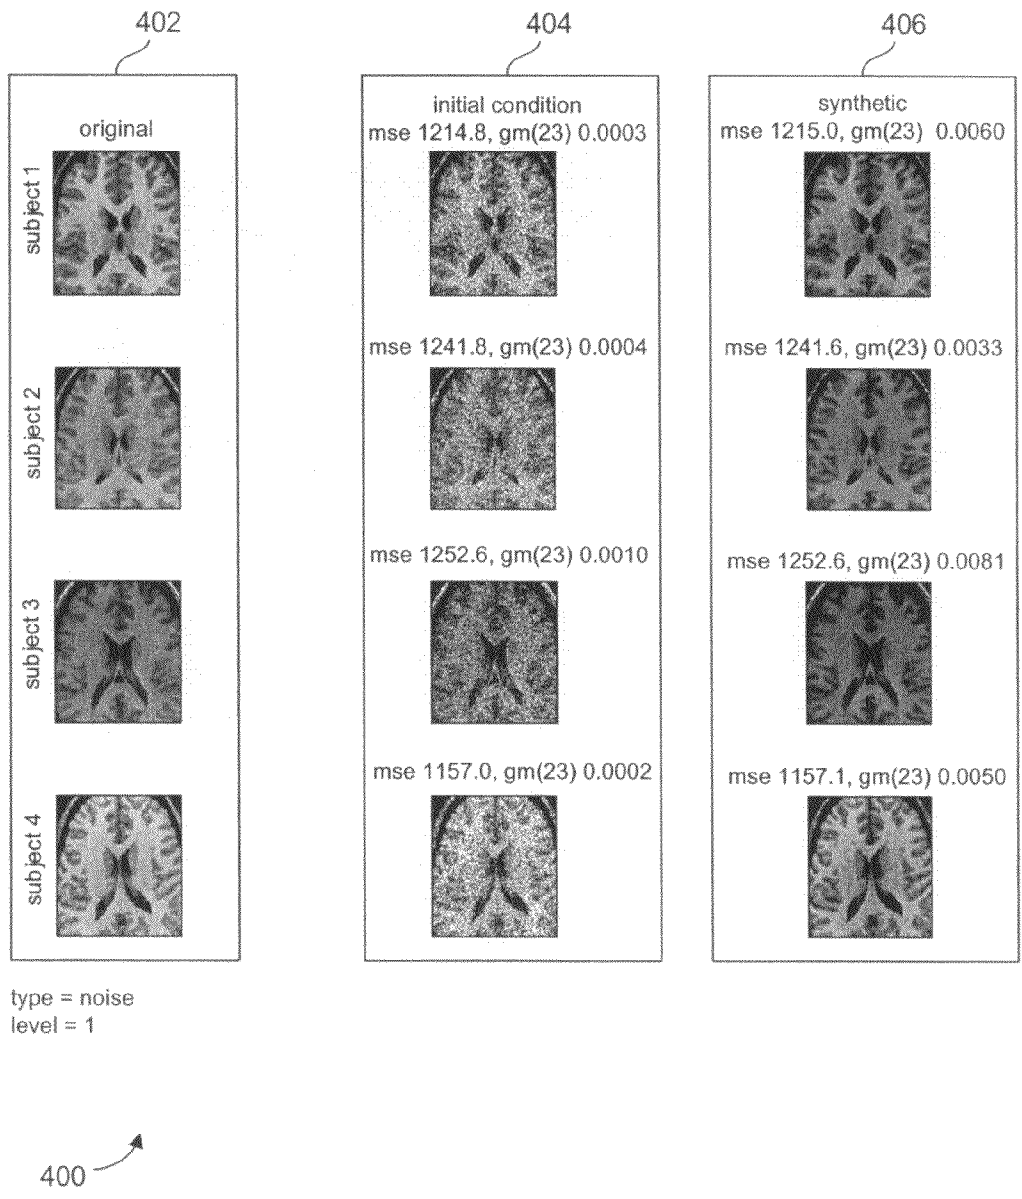 402
404
406
original
initial condition
mse 1214.8, gm(23) 0.0003
synthetic
mse 1215.0, gm(23) 0.0060
subject 1
mse 1241.8, gm(23) 0.0004
mse 1241.6, gm(23) 0.0033
subject 2
mse 1252.6, gm(23) 0.0010
mse 1252.6, gm(23) 0.0081
subject 3
mse 1157.0, gm(23) 0.0002
mse 1157.1, gm(23) 0.0050
subject 4
type = noise
level = 1
400